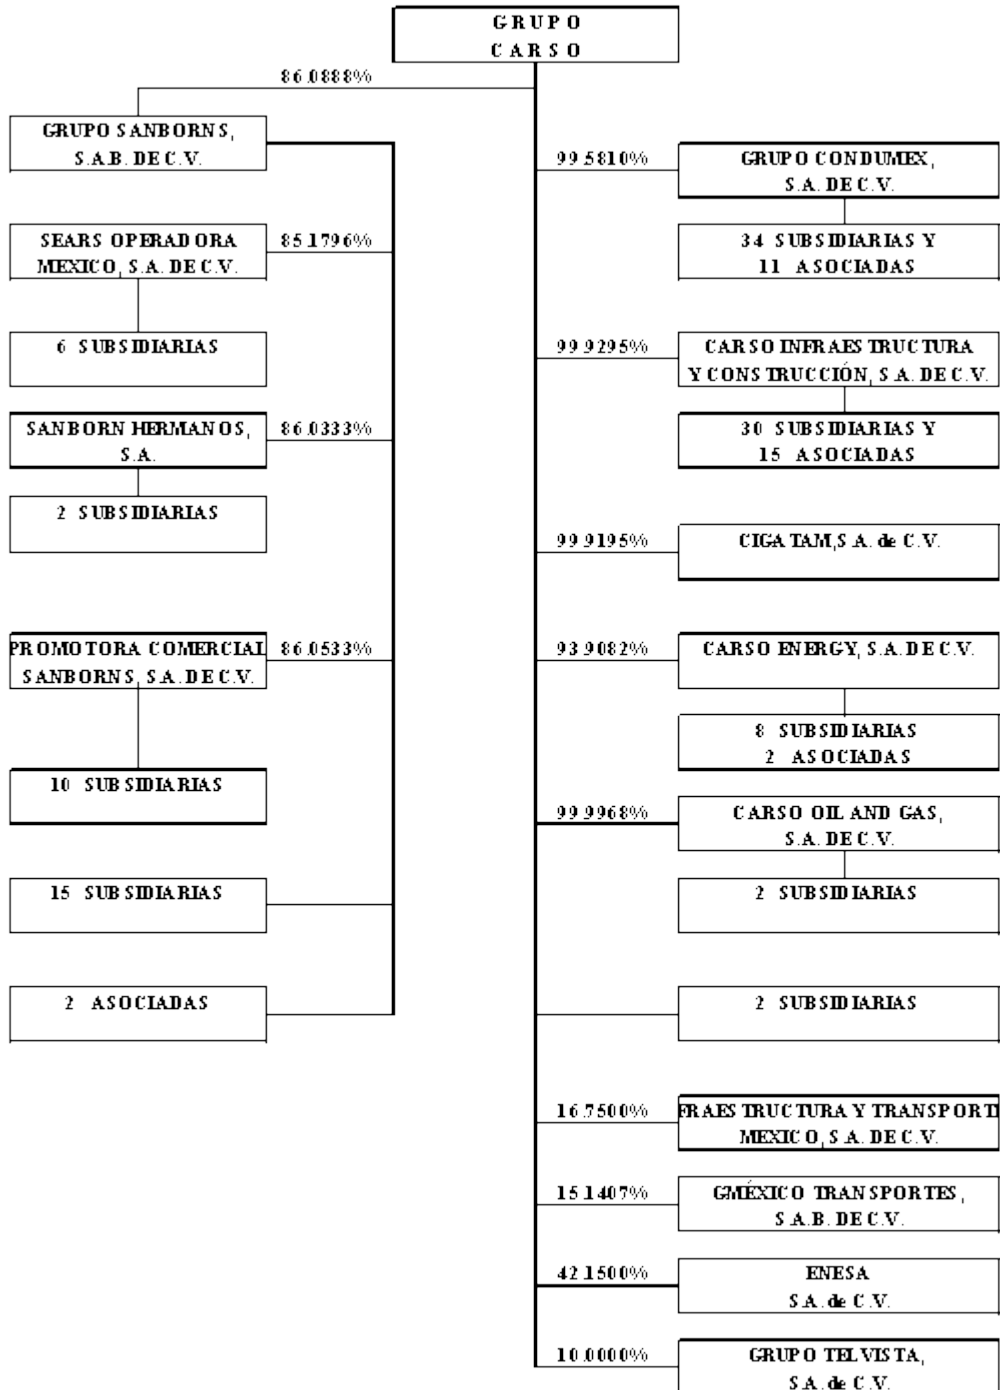 GRUPO
CARSO
86.0888%
GRUPO SANBORNS,
S.A.B. DE C.V.
SEARS OPERADORA
MEXICO, S.A. DE C.V.
85.1796%
6 SUBSIDIARIAS
SANBORN HERMANOS,
S.A.
86.0333%
2 SUBSIDIARIAS
PROMOTORA COMERCIAL
SANBORNS, S.A. DE C.V.
86.0533%
10 SUBSIDIARIAS
15 SUBSIDIARIAS
2 ASOCIADAS
99.5810%
GRUPO CONDUMEX,
S.A. DE C.V.
34 SUBSIDIARIAS Y
11 ASOCIADAS
99.9295%
CARSO INFRAESTRUCTURA
Y CONSTRUCCIÓN, S.A. DE C.V.
30 SUBSIDIARIAS Y
15 ASOCIADAS
99.9195%
CIGATAM, S.A. de C.V.
93.9082%
CARSO ENERGY, S.A. DE C.V.
8 SUBSIDIARIAS
2 ASOCIADAS
99.9968%
CARSO OIL AND GAS,
S.A. DE C.V.
2 SUBSIDIARIAS
2 SUBSIDIARIAS
16.7500%
FRAESTRUCTURA Y TRANSPORTE
MEXICO, S.A. DE C.V.
15.1407%
GMÉXICO TRANSPORTES,
S.A.B. DE C.V.
42.1500%
ENESA
S.A. de C.V.
10.0000%
GRUPO TELVISTA,
S.A. de C.V.